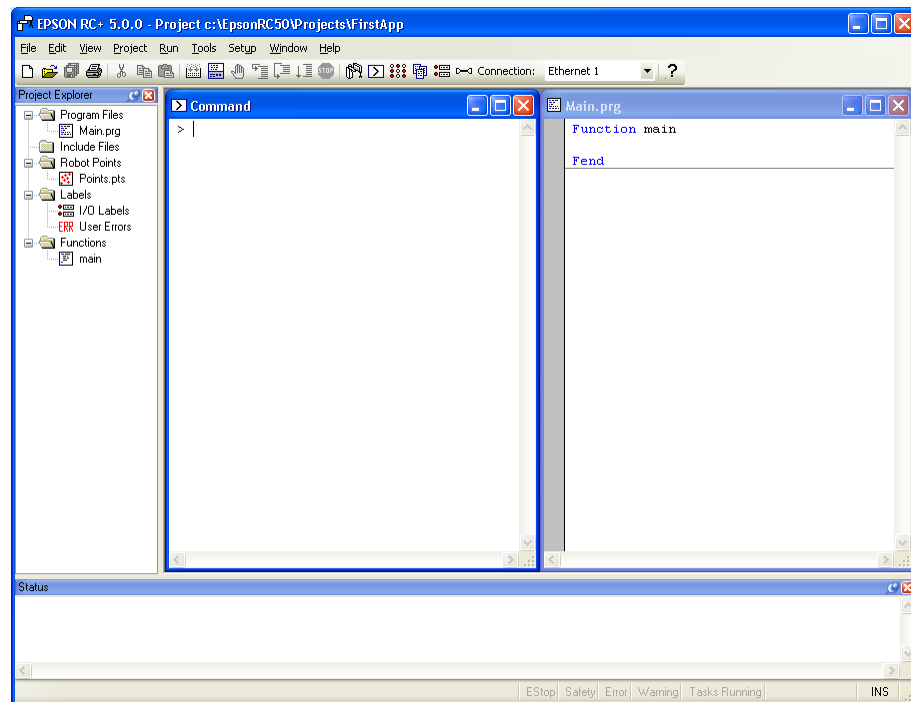 EPSON RC+ 5.0.0 - Project c:\EpsonRC50\Projects\FirstApp
File Edit View Project Run Tools Setup Window Help
STOP Connection: Ethernet 1 ?
Project Explorer
Program Files
Main.prg
Include Files
Robot Points
Points.pts
Labels
I/O Labels
ERR User Errors
Functions
main
Command
>
Main.prg
Function main
Fend
Status
EStop Safety Error Warning Tasks Running INS